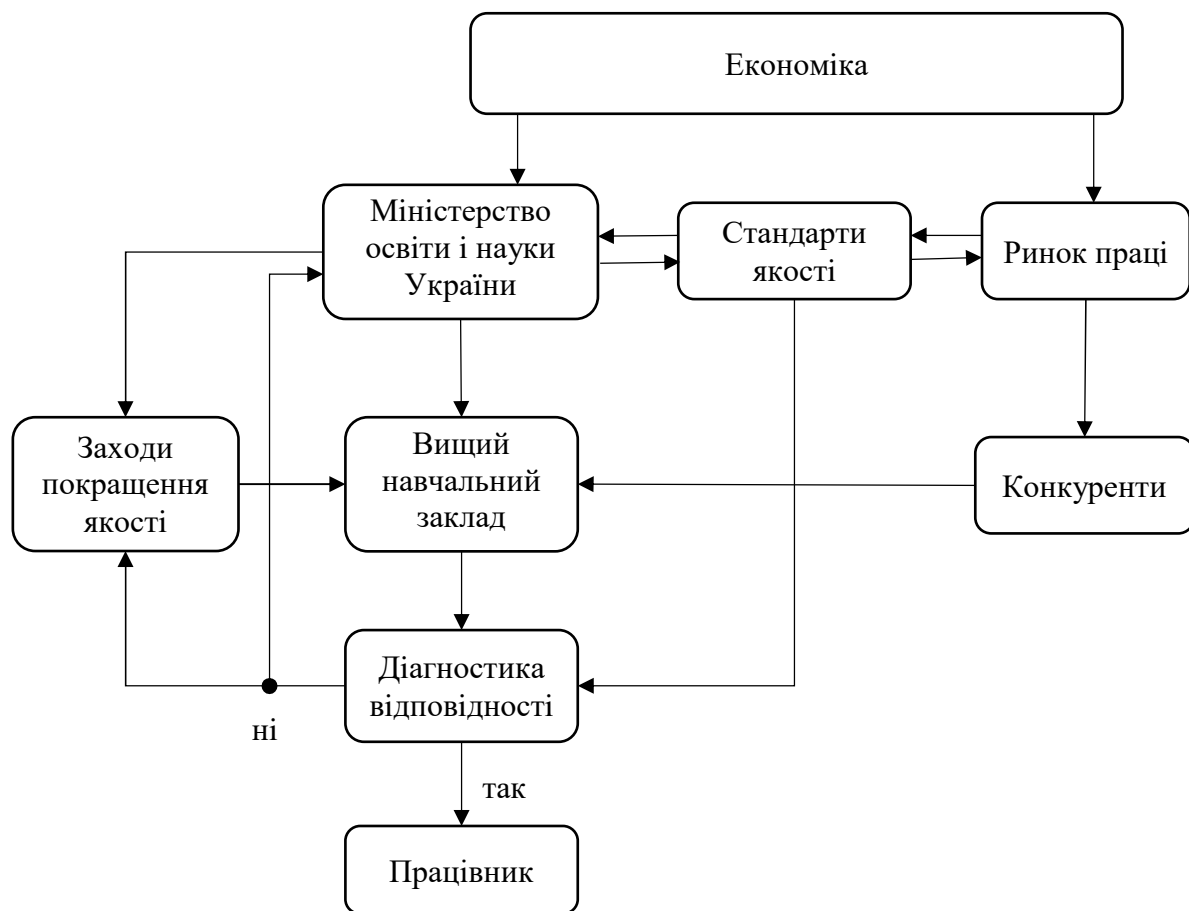 Економіка
Міністерство
освіти і науки
України
Стандарти
якості
Ринок праці
Заходи
покращення
якості
Вищий
навчальний
заклад
Конкуренти
Діагностика
відповідності
ні
так
Працівник